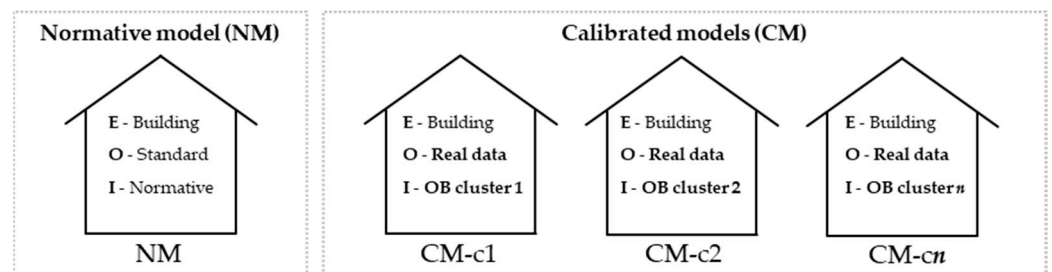 Normative model (NM)
E - Building
O - Standard
I - Normative
NM
Calibrated models (CM)
E - Building
O - Real data
I - OB cluster 1
CM-c1
E - Building
O - Real data
I - OB cluster 2
CM-c2
E - Building
O - Real data
I - OB cluster n
CM-cn